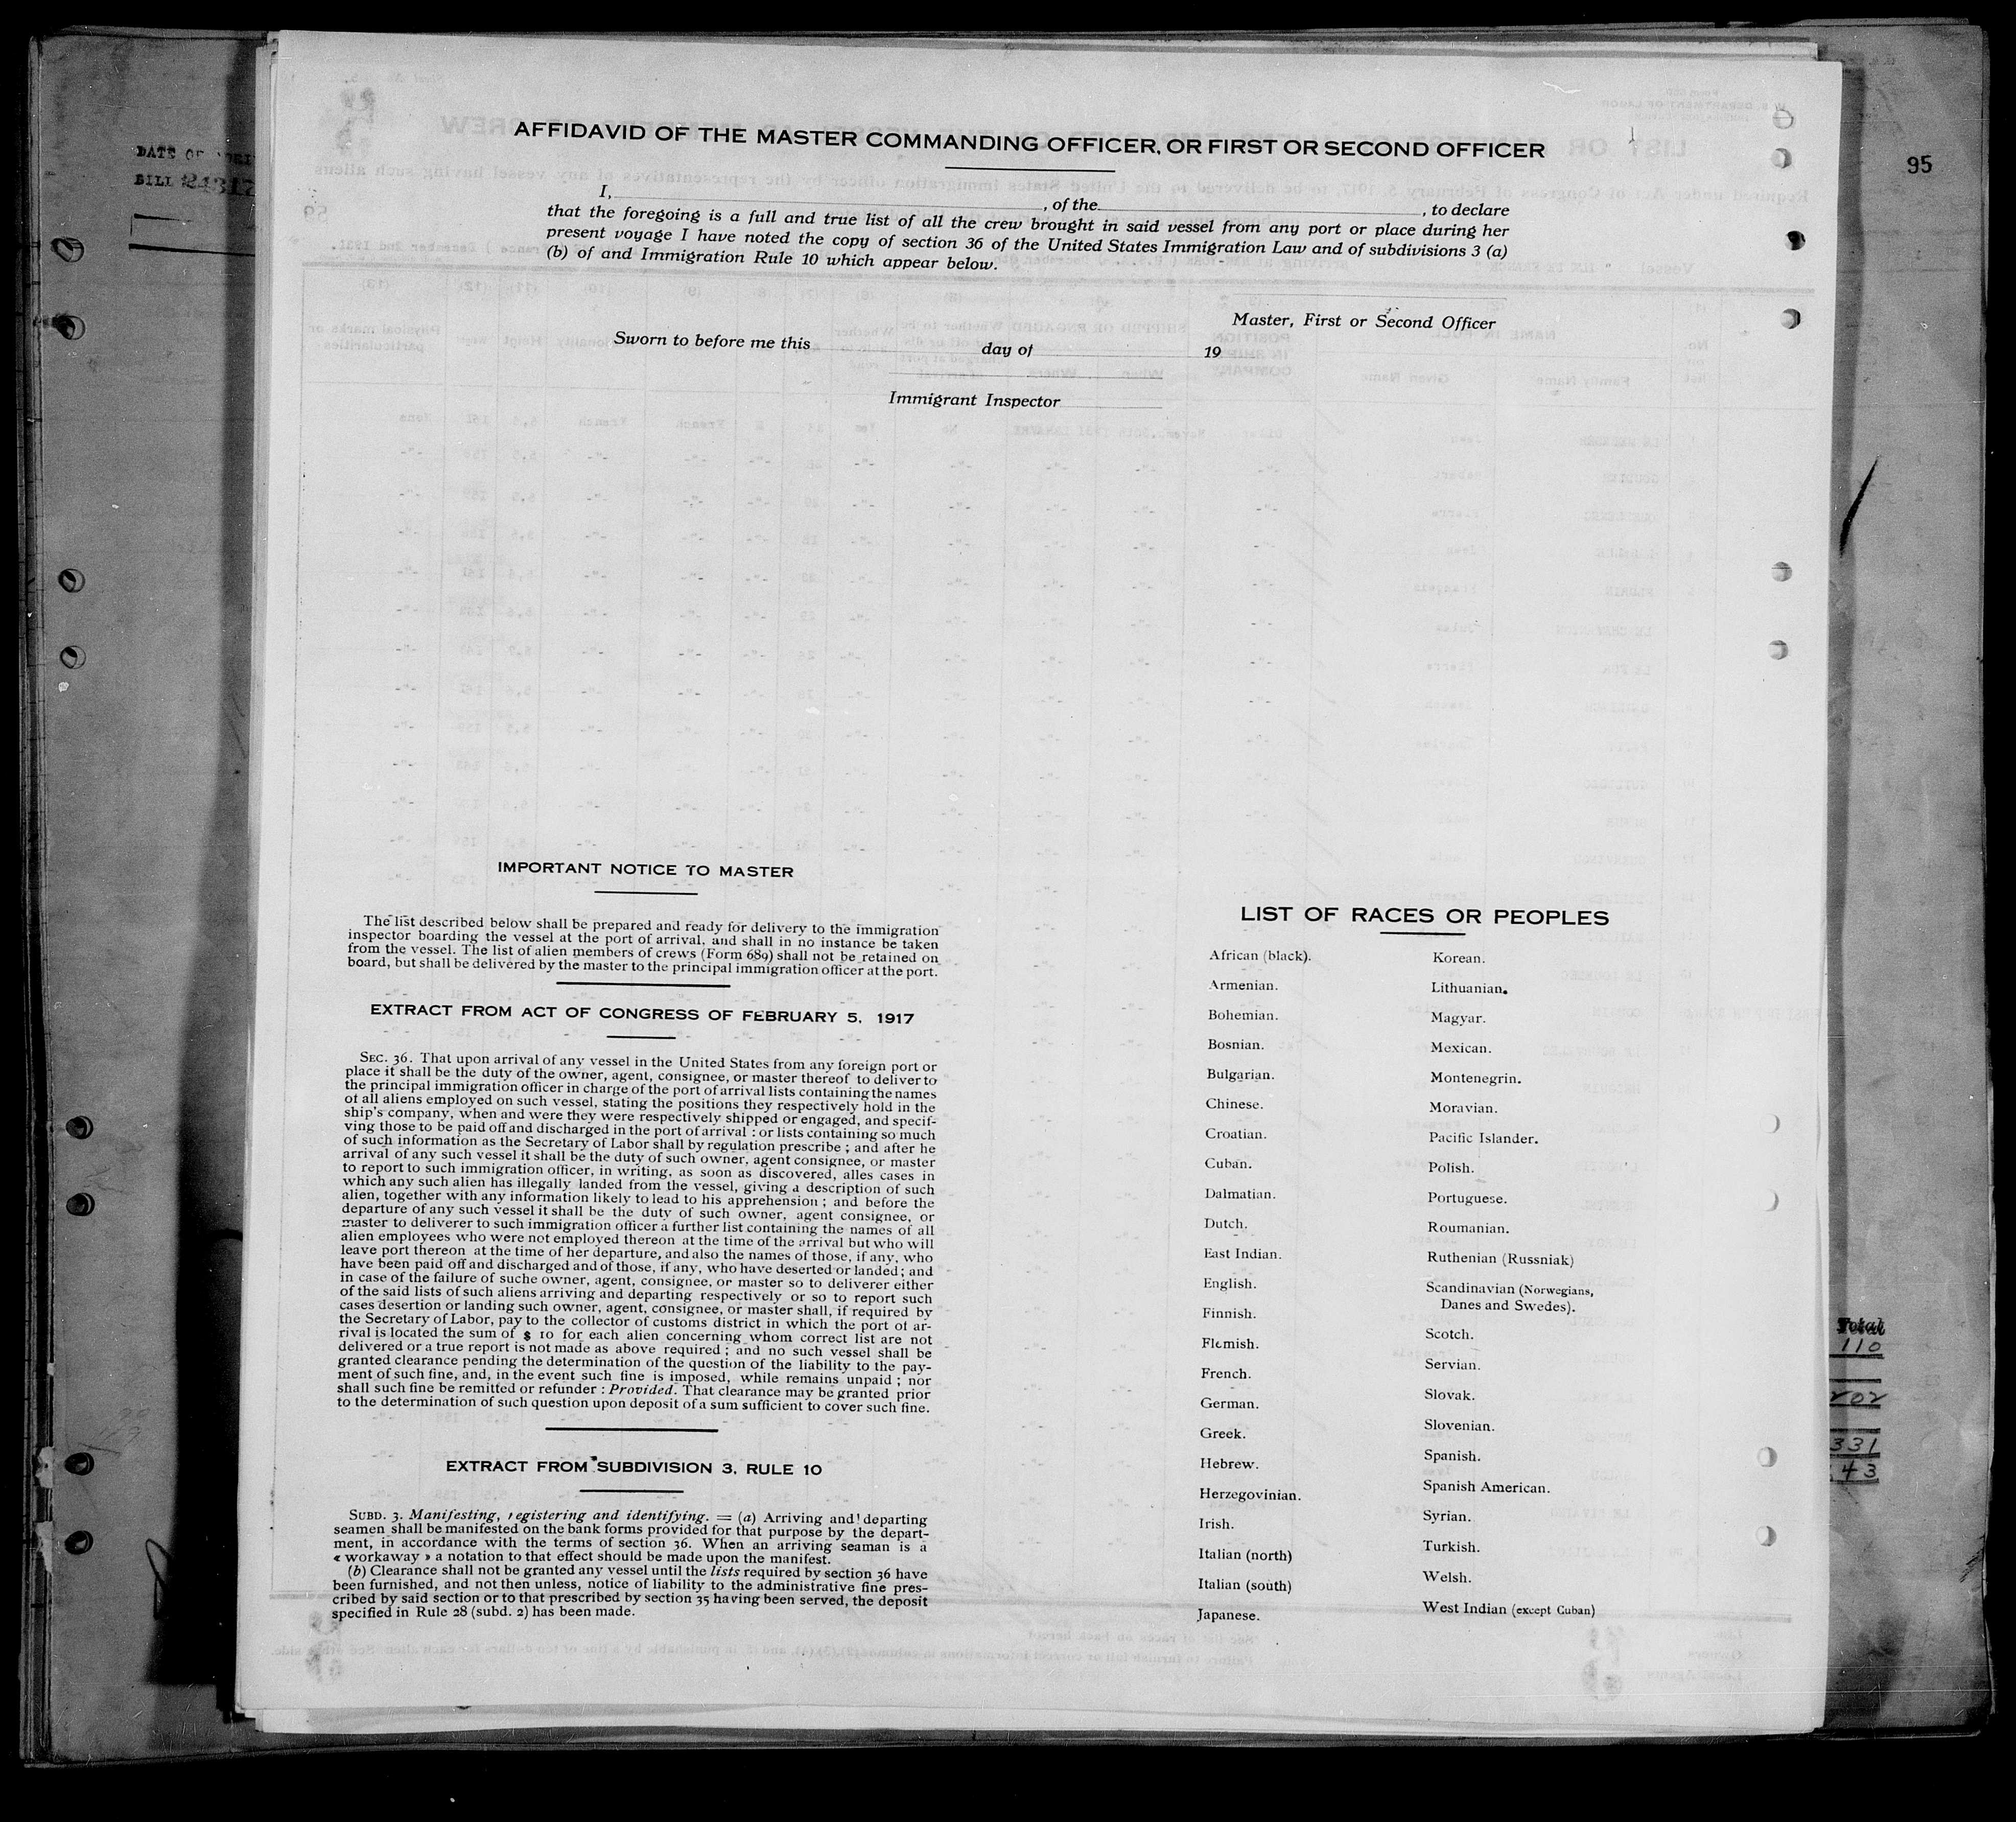 AFFIDAVID OF THE MASTER COMMANDING OFFICER, OR FIRST OR SECOND OFFICER
I, , of the , to declare
that the foregoing is a full and true list of all the crew brought in said vessel from any port or place during her
present voyage I have noted the copy of section 36 of the United States Immigration Law and of subdivisions 3 (a)
(b) of and Immigration Rule 10 which appear below.
Master, First or Second Officer
Sworn to before me this day of 19
Immigrant Inspector
95
DATE OF
BILL
IMPORTANT NOTICE TO MASTER
The list described below shall be prepared and ready for delivery to the immigration
inspector boarding the vessel at the port of arrival, and shall in no instance be taken
from the vessel. The list of alien members of crews (Form 689) shall not be retained on
board, but shall be delivered by the master to the principal immigration officer at the port.
EXTRACT FROM ACT OF CONGRESS OF FEBRUARY 5, 1917
SEC. 36. That upon arrival of any vessel in the United States from any foreign port or
place it shall be the duty of the owner, agent, consignee, or master thereof to deliver to
the principal immigration officer in charge of the port of arrival lists containing the names
of all aliens employed on such vessel, stating the positions they respectively hold in the
ship's company, when and were they were respectively shipped or engaged, and specif-
ving those to be paid off and discharged in the port of arrival : or lists containing so much
of such information as the Secretary of Labor shall by regulation prescribe ; and after he
arrival of any such vessel it shall be the duty of such owner, agent consignee, or master
to report to such immigration officer, in writing, as soon as discovered, alles cases in
which any such alien has illegally landed from the vessel, giving a description of such
alien, together with any information likely to lead to his apprehension ; and before the
departure of any such vessel it shall be the duty of such owner, agent consignee, or
master to deliverer to such immigration officer a further list containing the names of all
alien employees who were not employed thereon at the time of the arrival but who will
leave port thereon at the time of her departure, and also the names of those, if any, who
have been paid off and discharged and of those, if any, who have deserted or landed ; and
in case of the failure of suche owner, agent, consignee, or master so to deliverer either
of the said lists of such aliens arriving and departing respectively or so to report such
cases desertion or landing such owner, agent, consignee, or master shall, if required by
the Secretary of Labor, pay to the collector of customs district in which the port of ar-
rival is located the sum of $ 10 for each alien concerning whom correct list are not
delivered or a true report is not made as above required ; and no such vessel shall be
granted clearance pending the determination of the question of the liability to the pay-
ment of such fine, and, in the event such fine is imposed, while remains unpaid ; nor
shall such fine be remitted or refunder : Provided. That clearance may be granted prior
to the determination of such question upon deposit of a sum sufficient to cover such fine.
EXTRACT FROM SUBDIVISION 3, RULE 10
SUBD. 3. Manifesting, registering and identifying. = (a) Arriving and departing
seamen shall be manifested on the bank forms provided for that purpose by the depart-
ment, in accordance with the terms of section 36. When an arriving seaman is a
« workaway » a notation to that effect should be made upon the manifest.
(b) Clearance shall not be granted any vessel until the lists required by section 36 have
been furnished, and not then unless, notice of liability to the administrative fine pres-
cribed by said section or to that prescribed by section 35 having been served, the deposit
specified in Rule 28 (subd. 2) has been made.
LIST OF RACES OR PEOPLES
African (black).
Armenian.
Bohemian.
Bosnian.
Bulgarian.
Chinese.
Croatian.
Cuban.
Dalmatian.
Dutch.
East Indian.
English.
Finnish.
Flemish.
French.
German.
Greek.
Hebrew.
Herzegovinian.
Irish.
Italian (north)
Italian (south)
Japanese.
Korean.
Lithuanian.
Magyar.
Mexican.
Montenegrin.
Moravian.
Pacific Islander.
Polish.
Portuguese.
Roumanian.
Ruthenian (Russniak)
Scandinavian (Norwegians,
Danes and Swedes).
Scotch.
Servian.
Slovak.
Slovenian.
Spanish.
Spanish American.
Syrian.
Turkish.
Welsh.
West Indian (except Cuban)
Total
110
202
331
43